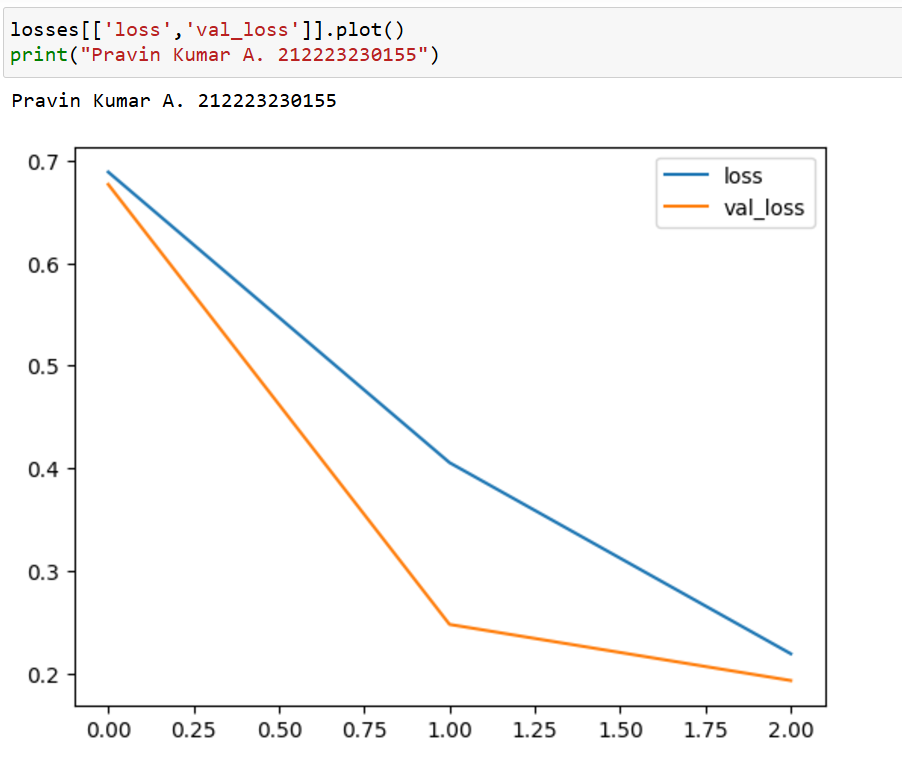 losses[['loss','val_loss']].plot()
print("Pravin Kumar A. 212223230155")
Pravin Kumar A. 212223230155
loss
val_loss
0.7
0.6
0.5
0.4
0.3
0.2
0.00 0.25 0.50 0.75 1.00 1.25 1.50 1.75 2.00